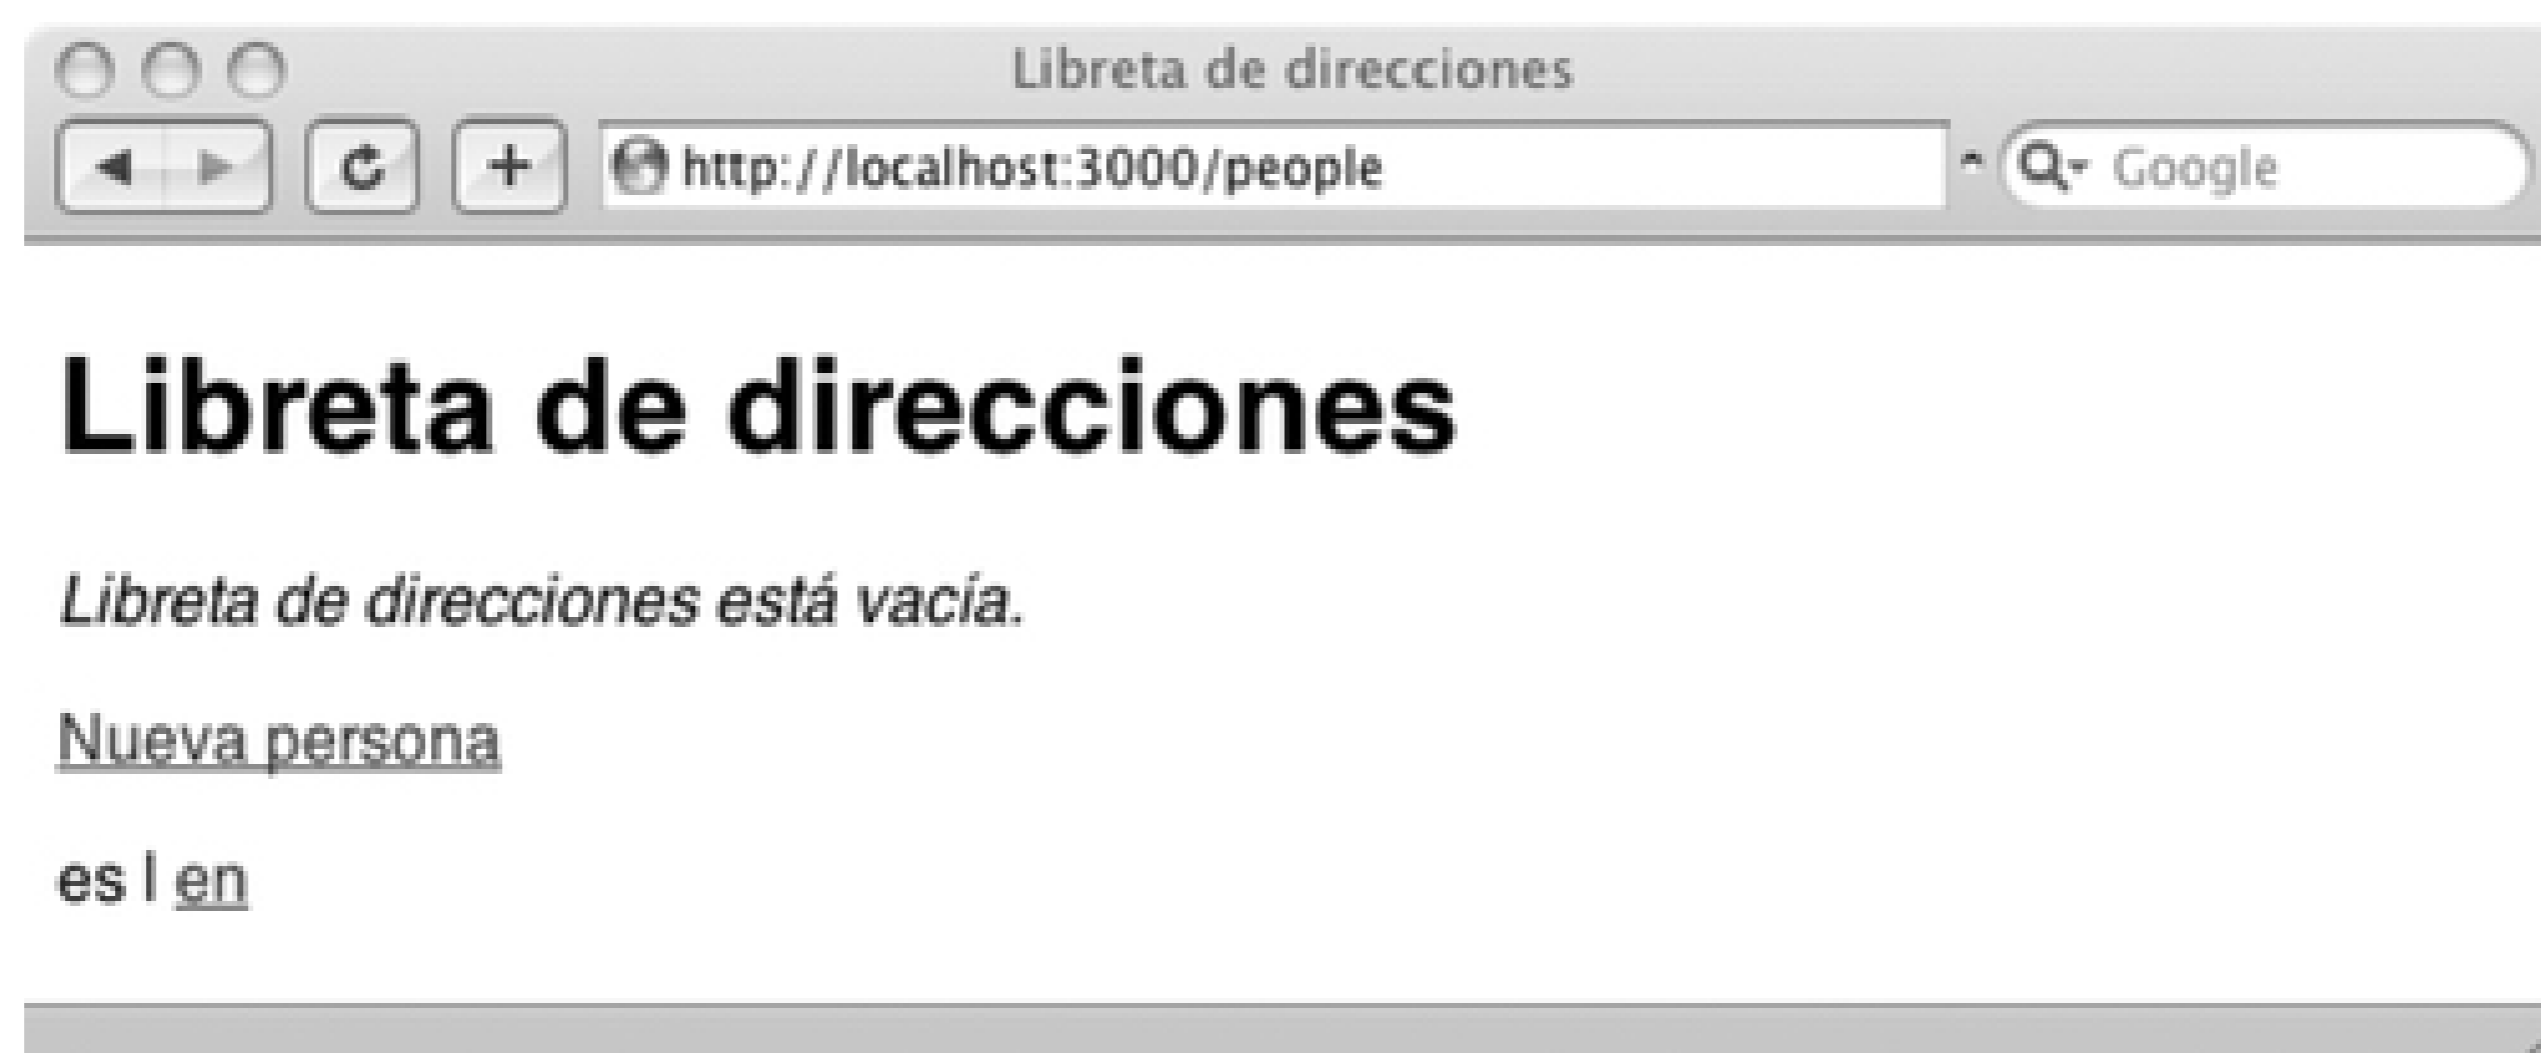 Libreta de direcciones
http://localhost:3000/people
Google
Libreta de direcciones
Libreta de direcciones está vacía.
Nueva persona
es | en